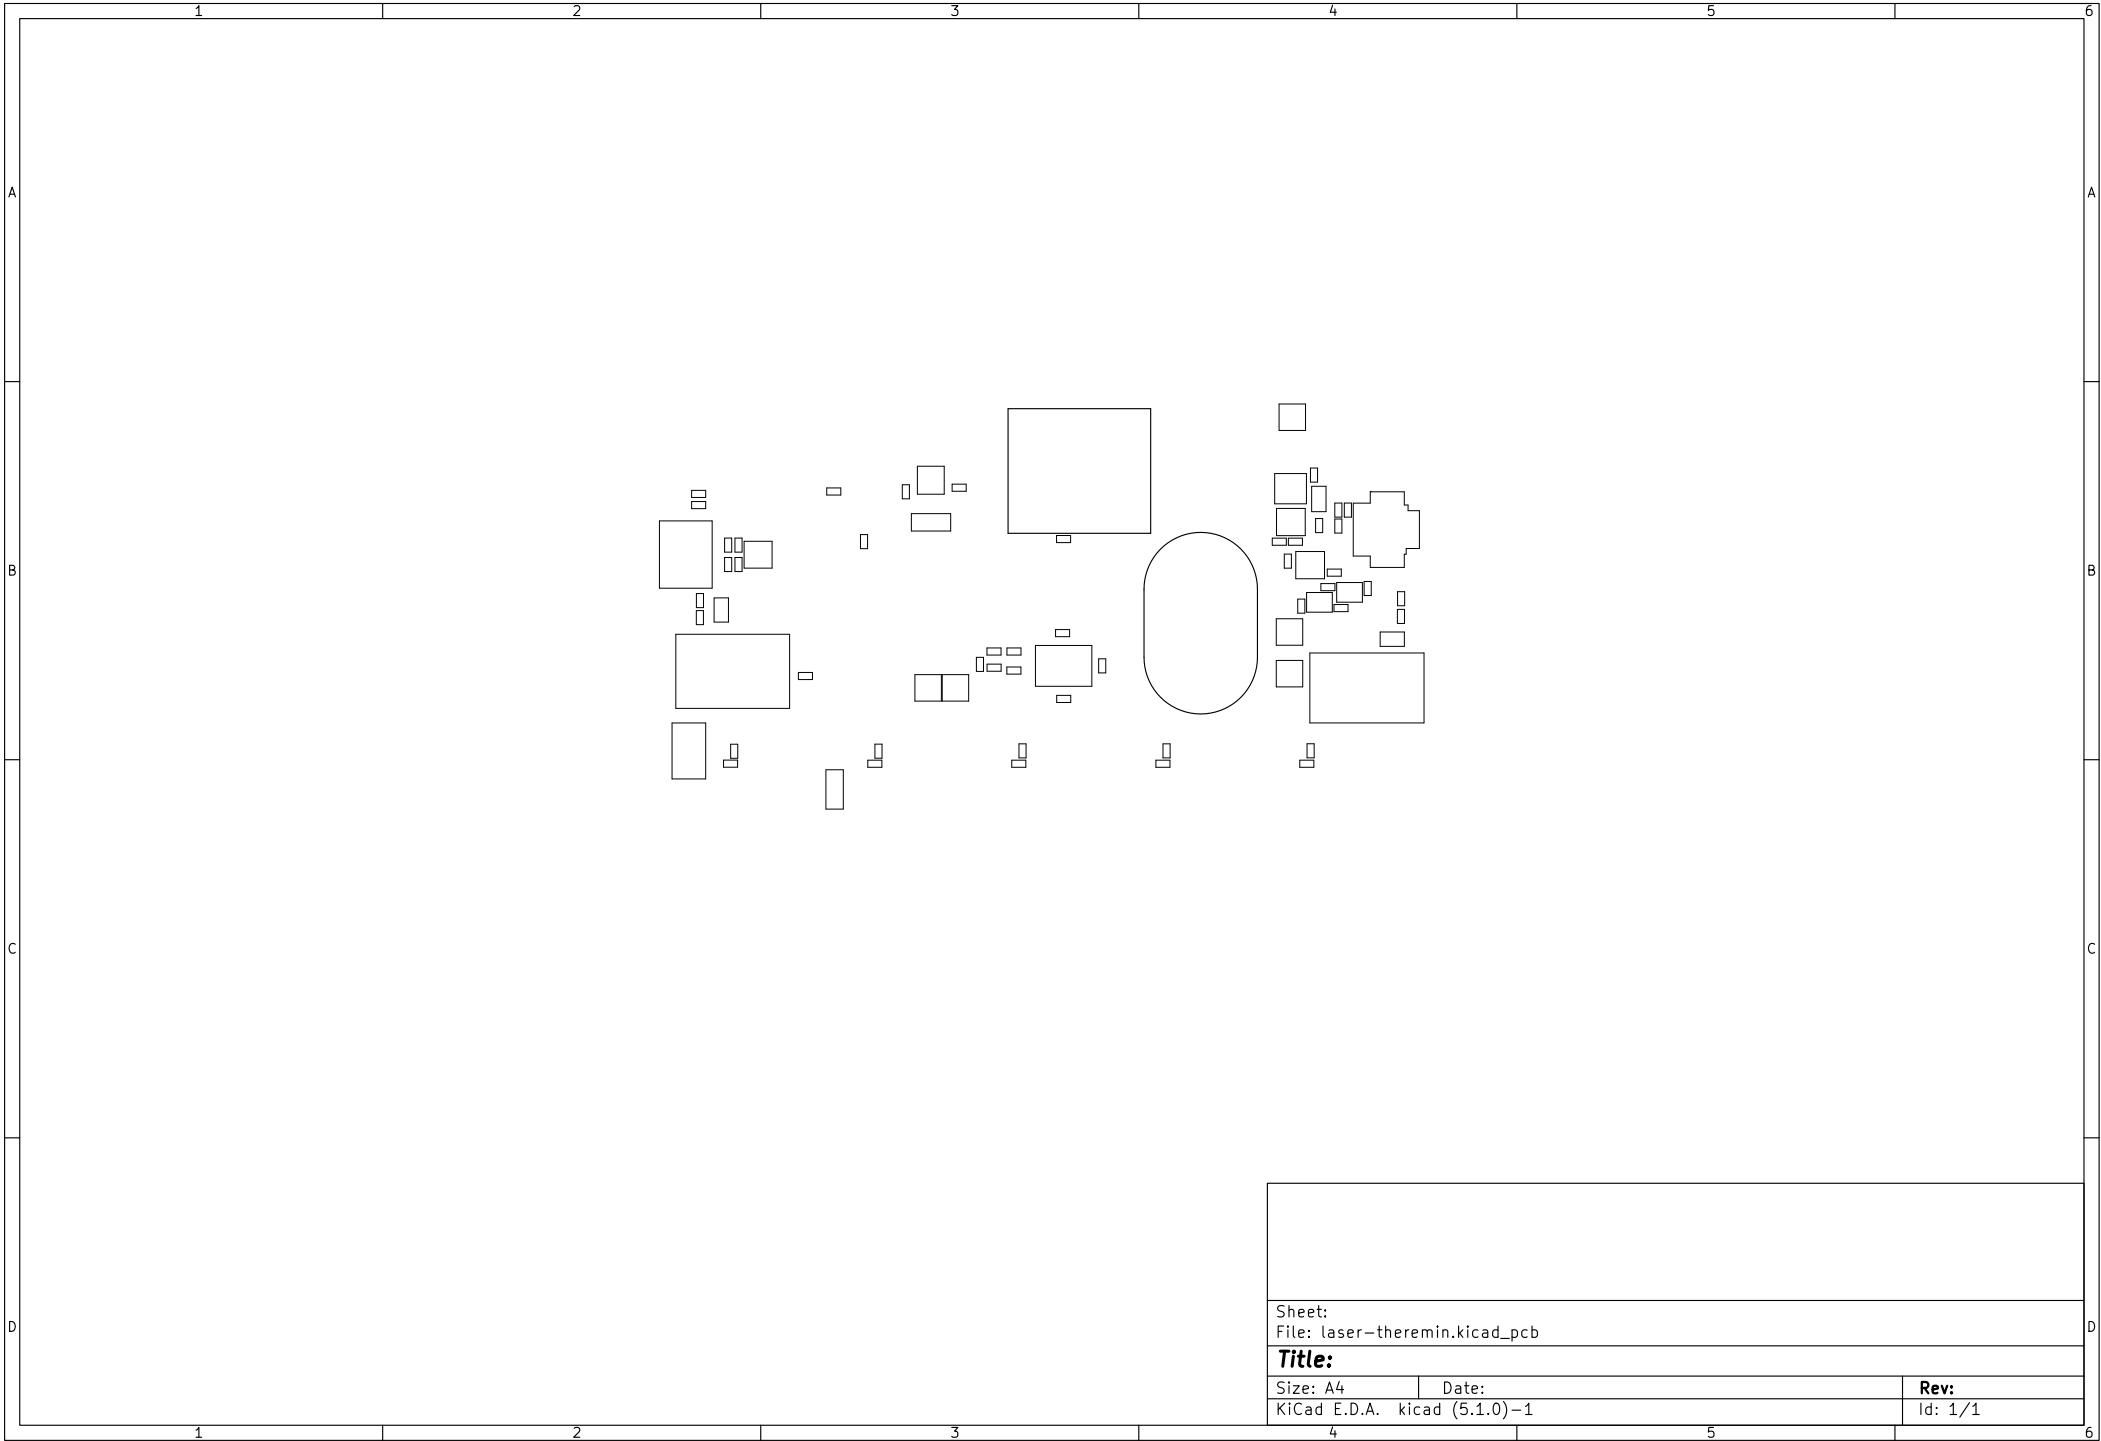 1 2 3 4 5 6
A A
B B
C C
Sheet:
File: laser-theremin.kicad_pcb
D D
Title:
Size: A4 Date: Rev:
KiCad E.D.A. kicad (5.1.0)-1 Id: 1/1
1 2 3 4 5 6